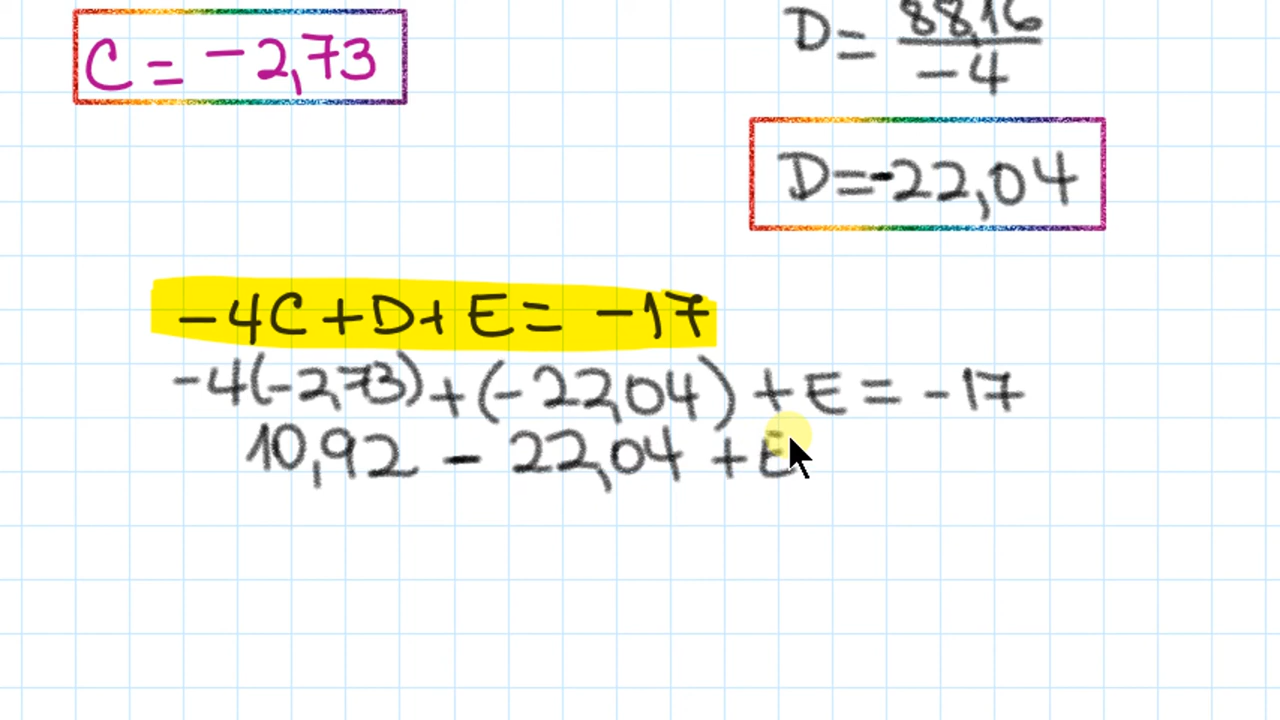 C = -2,73
D = 88,16
-4
D=-22,04
-4C+D+E= -17
-4(-2,73)+(-22,04)+E = -17
10,92 - 22,04 +E